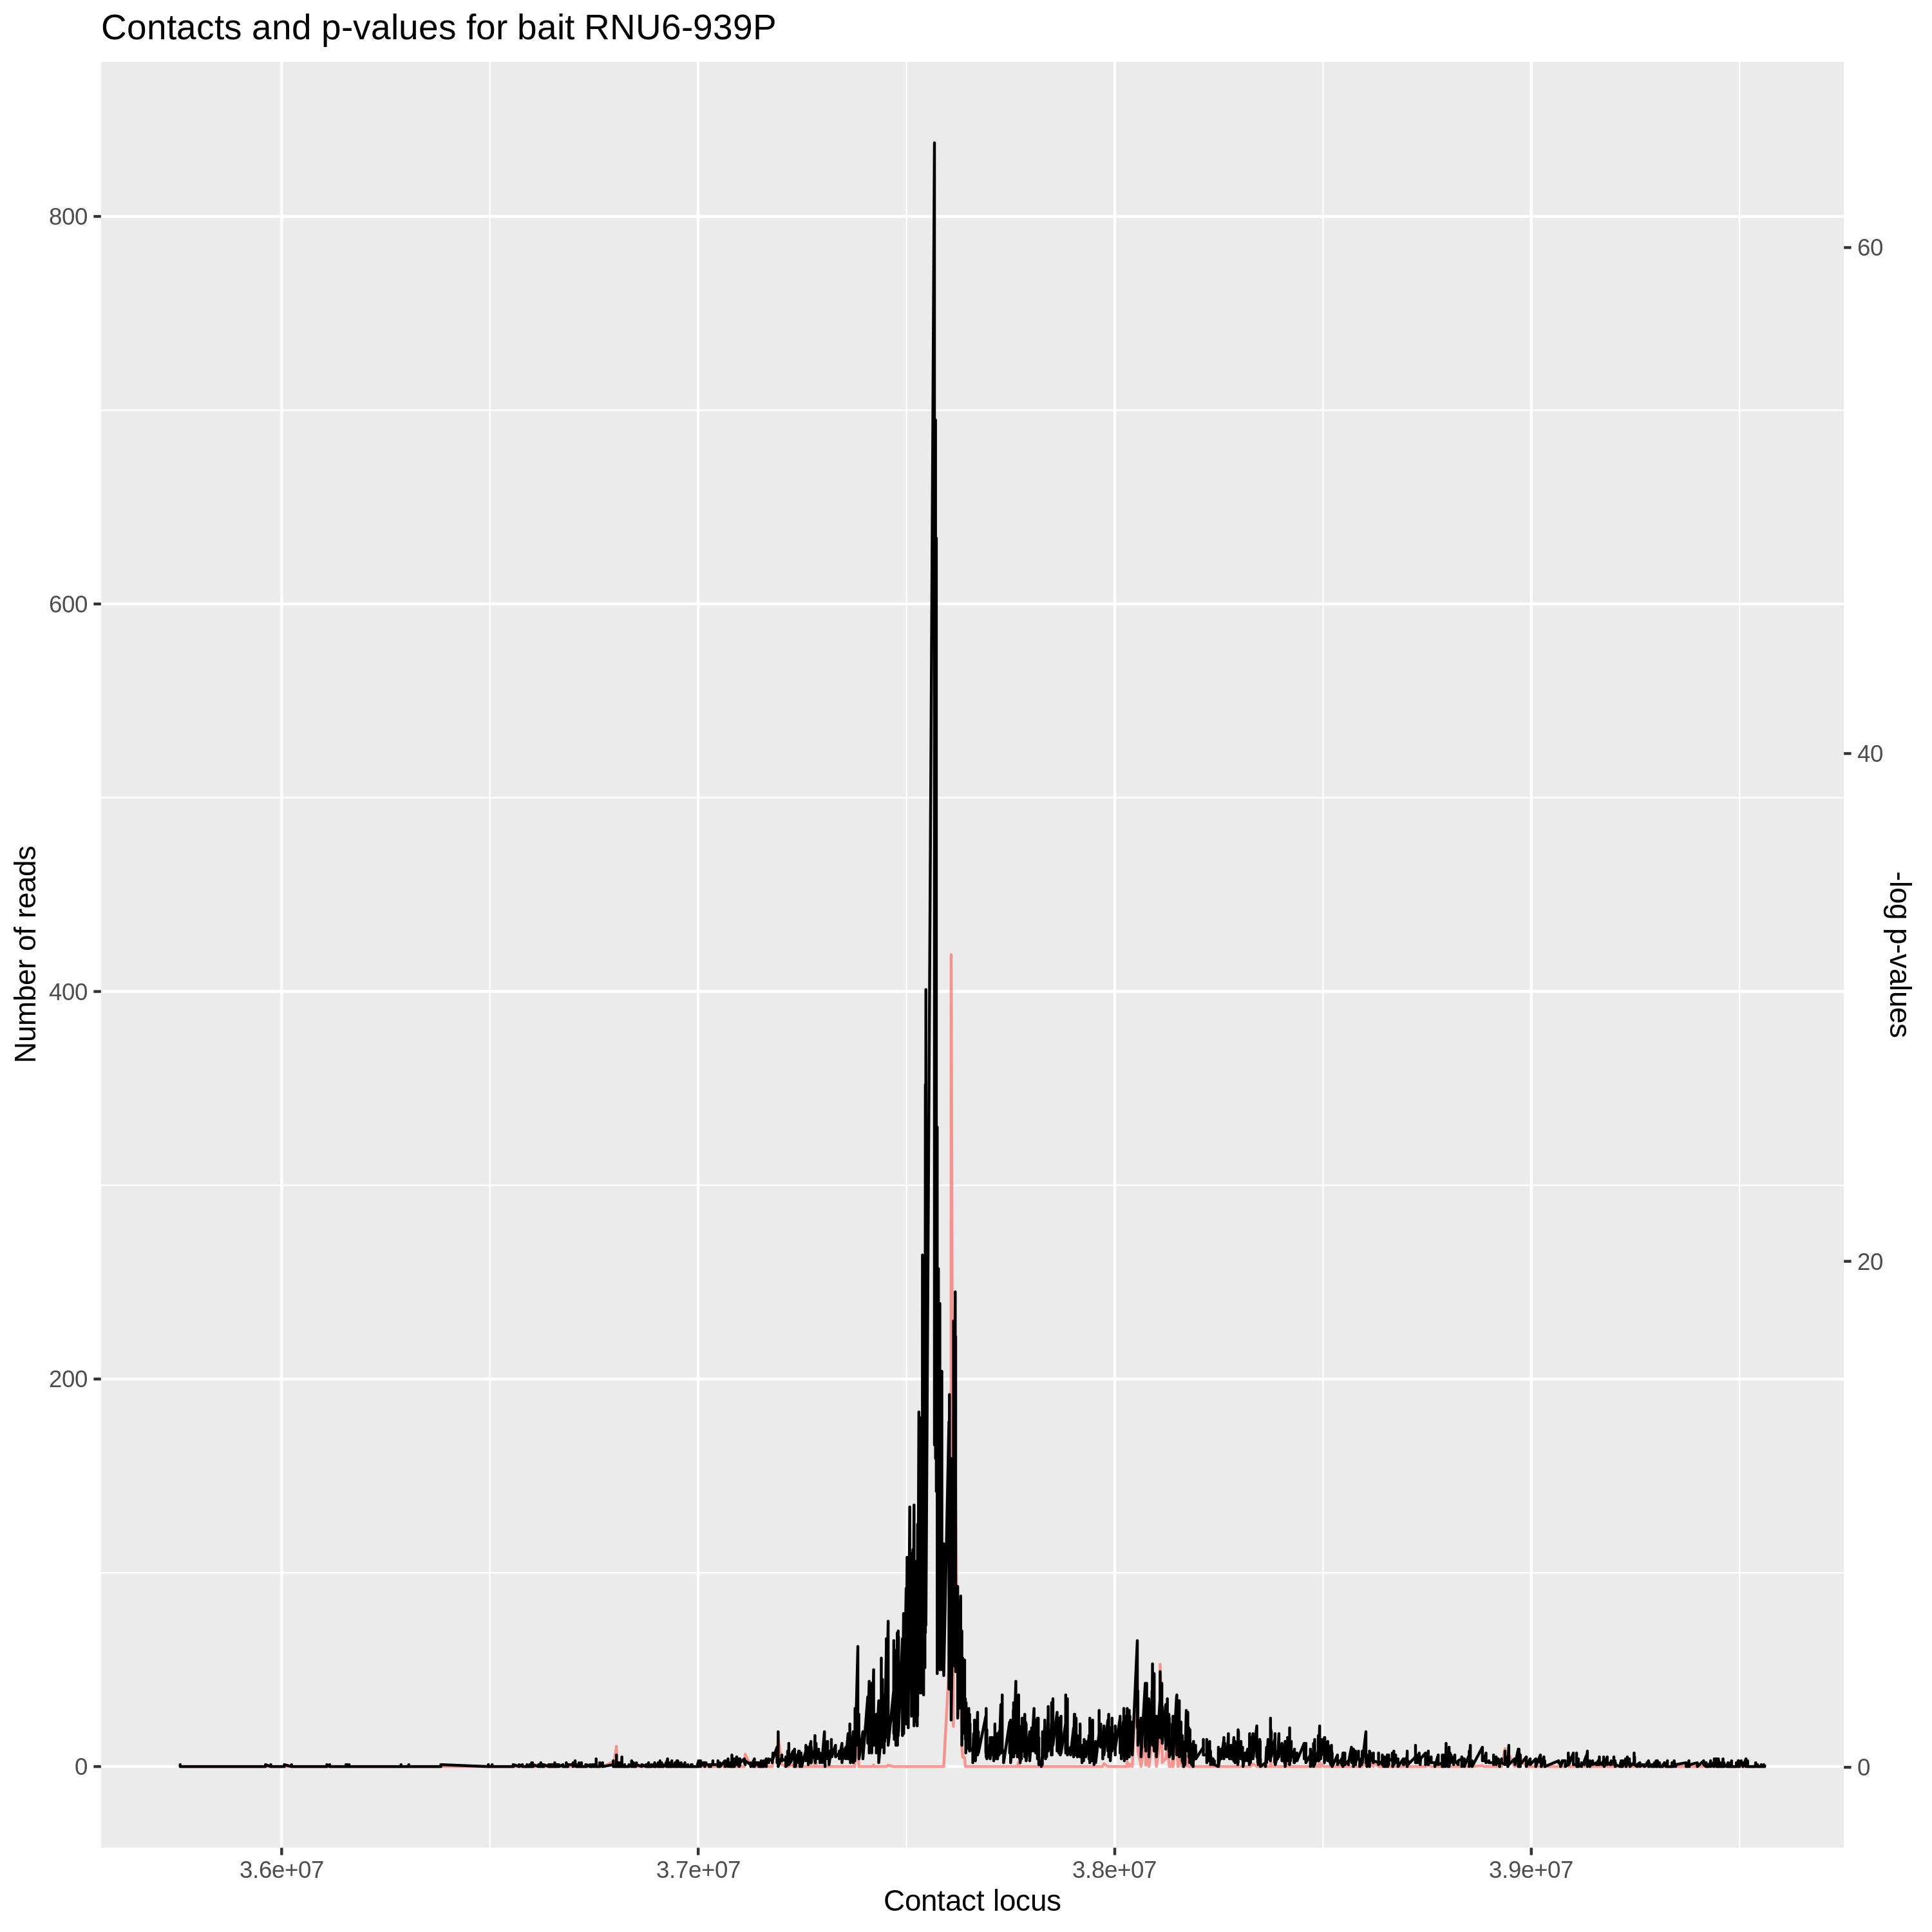 Contacts and p-values for bait RNU6-939P
800
600
400
200
0
60
40
20
0
Number of reads
-log p-values
3.6e+07
3.7e+07
3.8e+07
3.9e+07
Contact locus